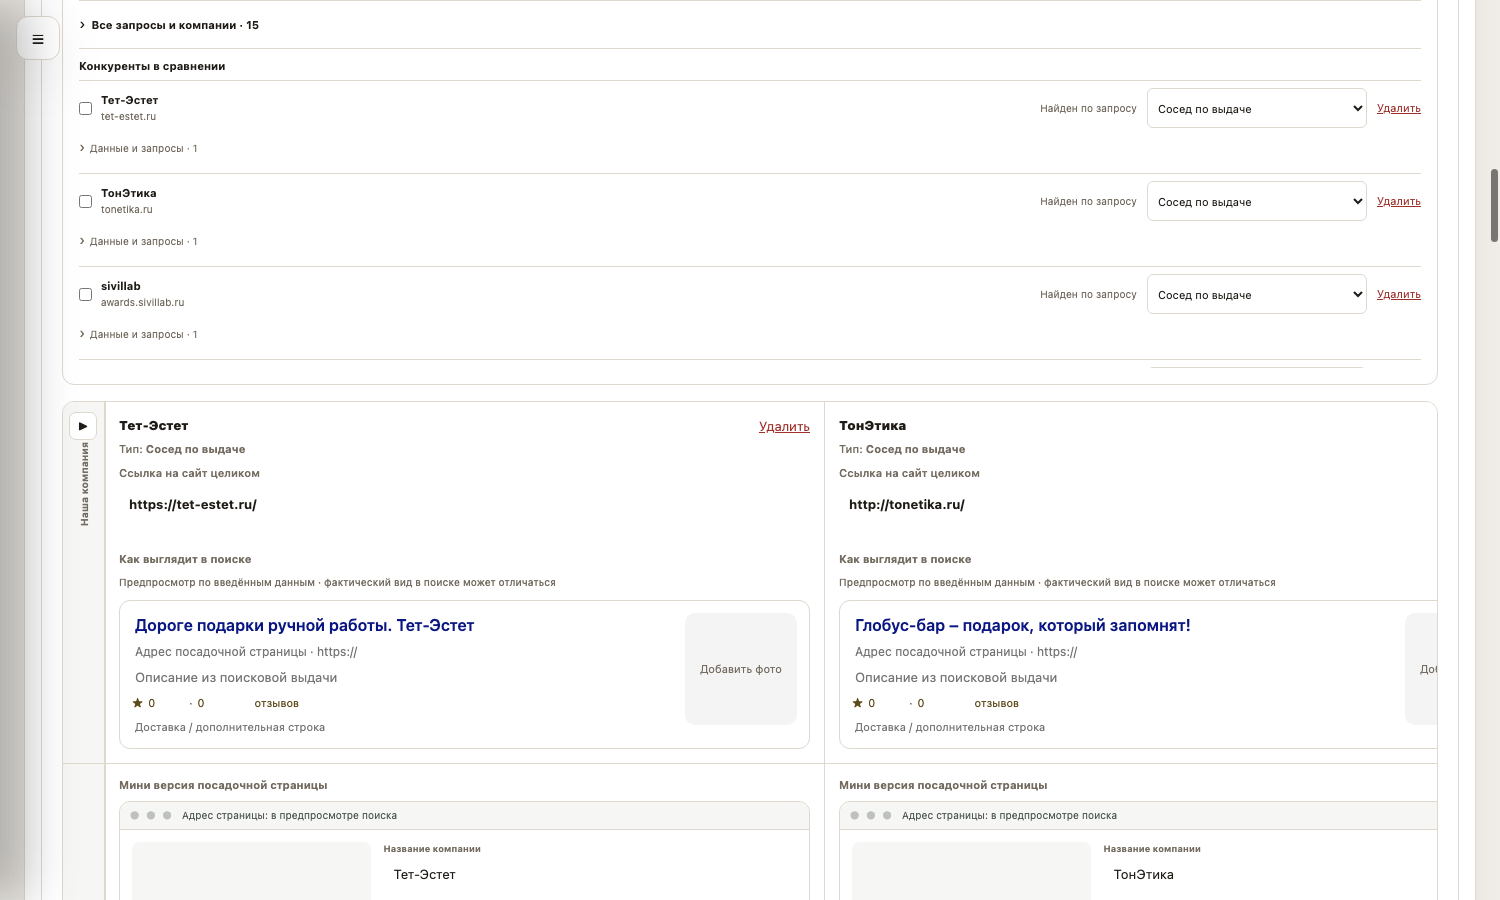 Все запросы и компании · 15
Конкуренты в сравнении
Тет-Эстет
tet-estet.ru
Найден по запросу
Сосед по выдаче
Удалить
Данные и запросы · 1
ТонЭтика
tonetika.ru
Найден по запросу
Сосед по выдаче
Удалить
Данные и запросы · 1
sivillab
awards.sivillab.ru
Найден по запросу
Сосед по выдаче
Удалить
Данные и запросы · 1
Наша компания
Тет-Эстет
Удалить
Тип: Сосед по выдаче
Ссылка на сайт целиком
https://tet-estet.ru/
Как выглядит в поиске
Предпросмотр по введённым данным · фактический вид в поиске может отличаться
Дороге подарки ручной работы. Тет-Эстет
Адрес посадочной страницы · https://
Описание из поисковой выдачи
★ 0 · 0 отзывов
Доставка / дополнительная строка
Добавить фото
Мини версия посадочной страницы
Адрес страницы: в предпросмотре поиска
Название компании
Тет-Эстет
ТонЭтика
Тип: Сосед по выдаче
Ссылка на сайт целиком
http://tonetika.ru/
Как выглядит в поиске
Предпросмотр по введённым данным · фактический вид в поиске может отличаться
Глобус-бар – подарок, который запомнят!
Адрес посадочной страницы · https://
Описание из поисковой выдачи
★ 0 · 0 отзывов
Доставка / дополнительная строка
Мини версия посадочной страницы
Адрес страницы: в предпросмотре поиска
Название компании
ТонЭтика